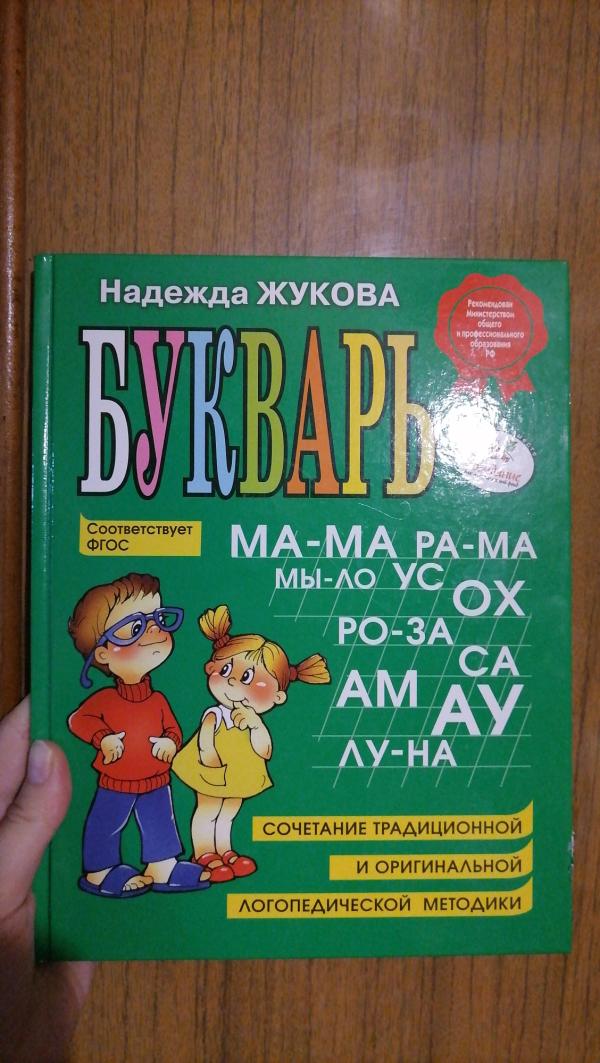 Надежда ЖУКОВА
Рекомендован
Министерством
общего
и профессионального
образования
РФ
БУКВАРЬ
Соответствует
ФГОС
МА-МА РА-МА
МЫ-ЛО УС
ОХ
РО-ЗА
СА
АМ АУ
ЛУ-НА
СОЧЕТАНИЕ ТРАДИЦИОННОЙ
И ОРИГИНАЛЬНОЙ
ЛОГОПЕДИЧЕСКОЙ МЕТОДИКИ